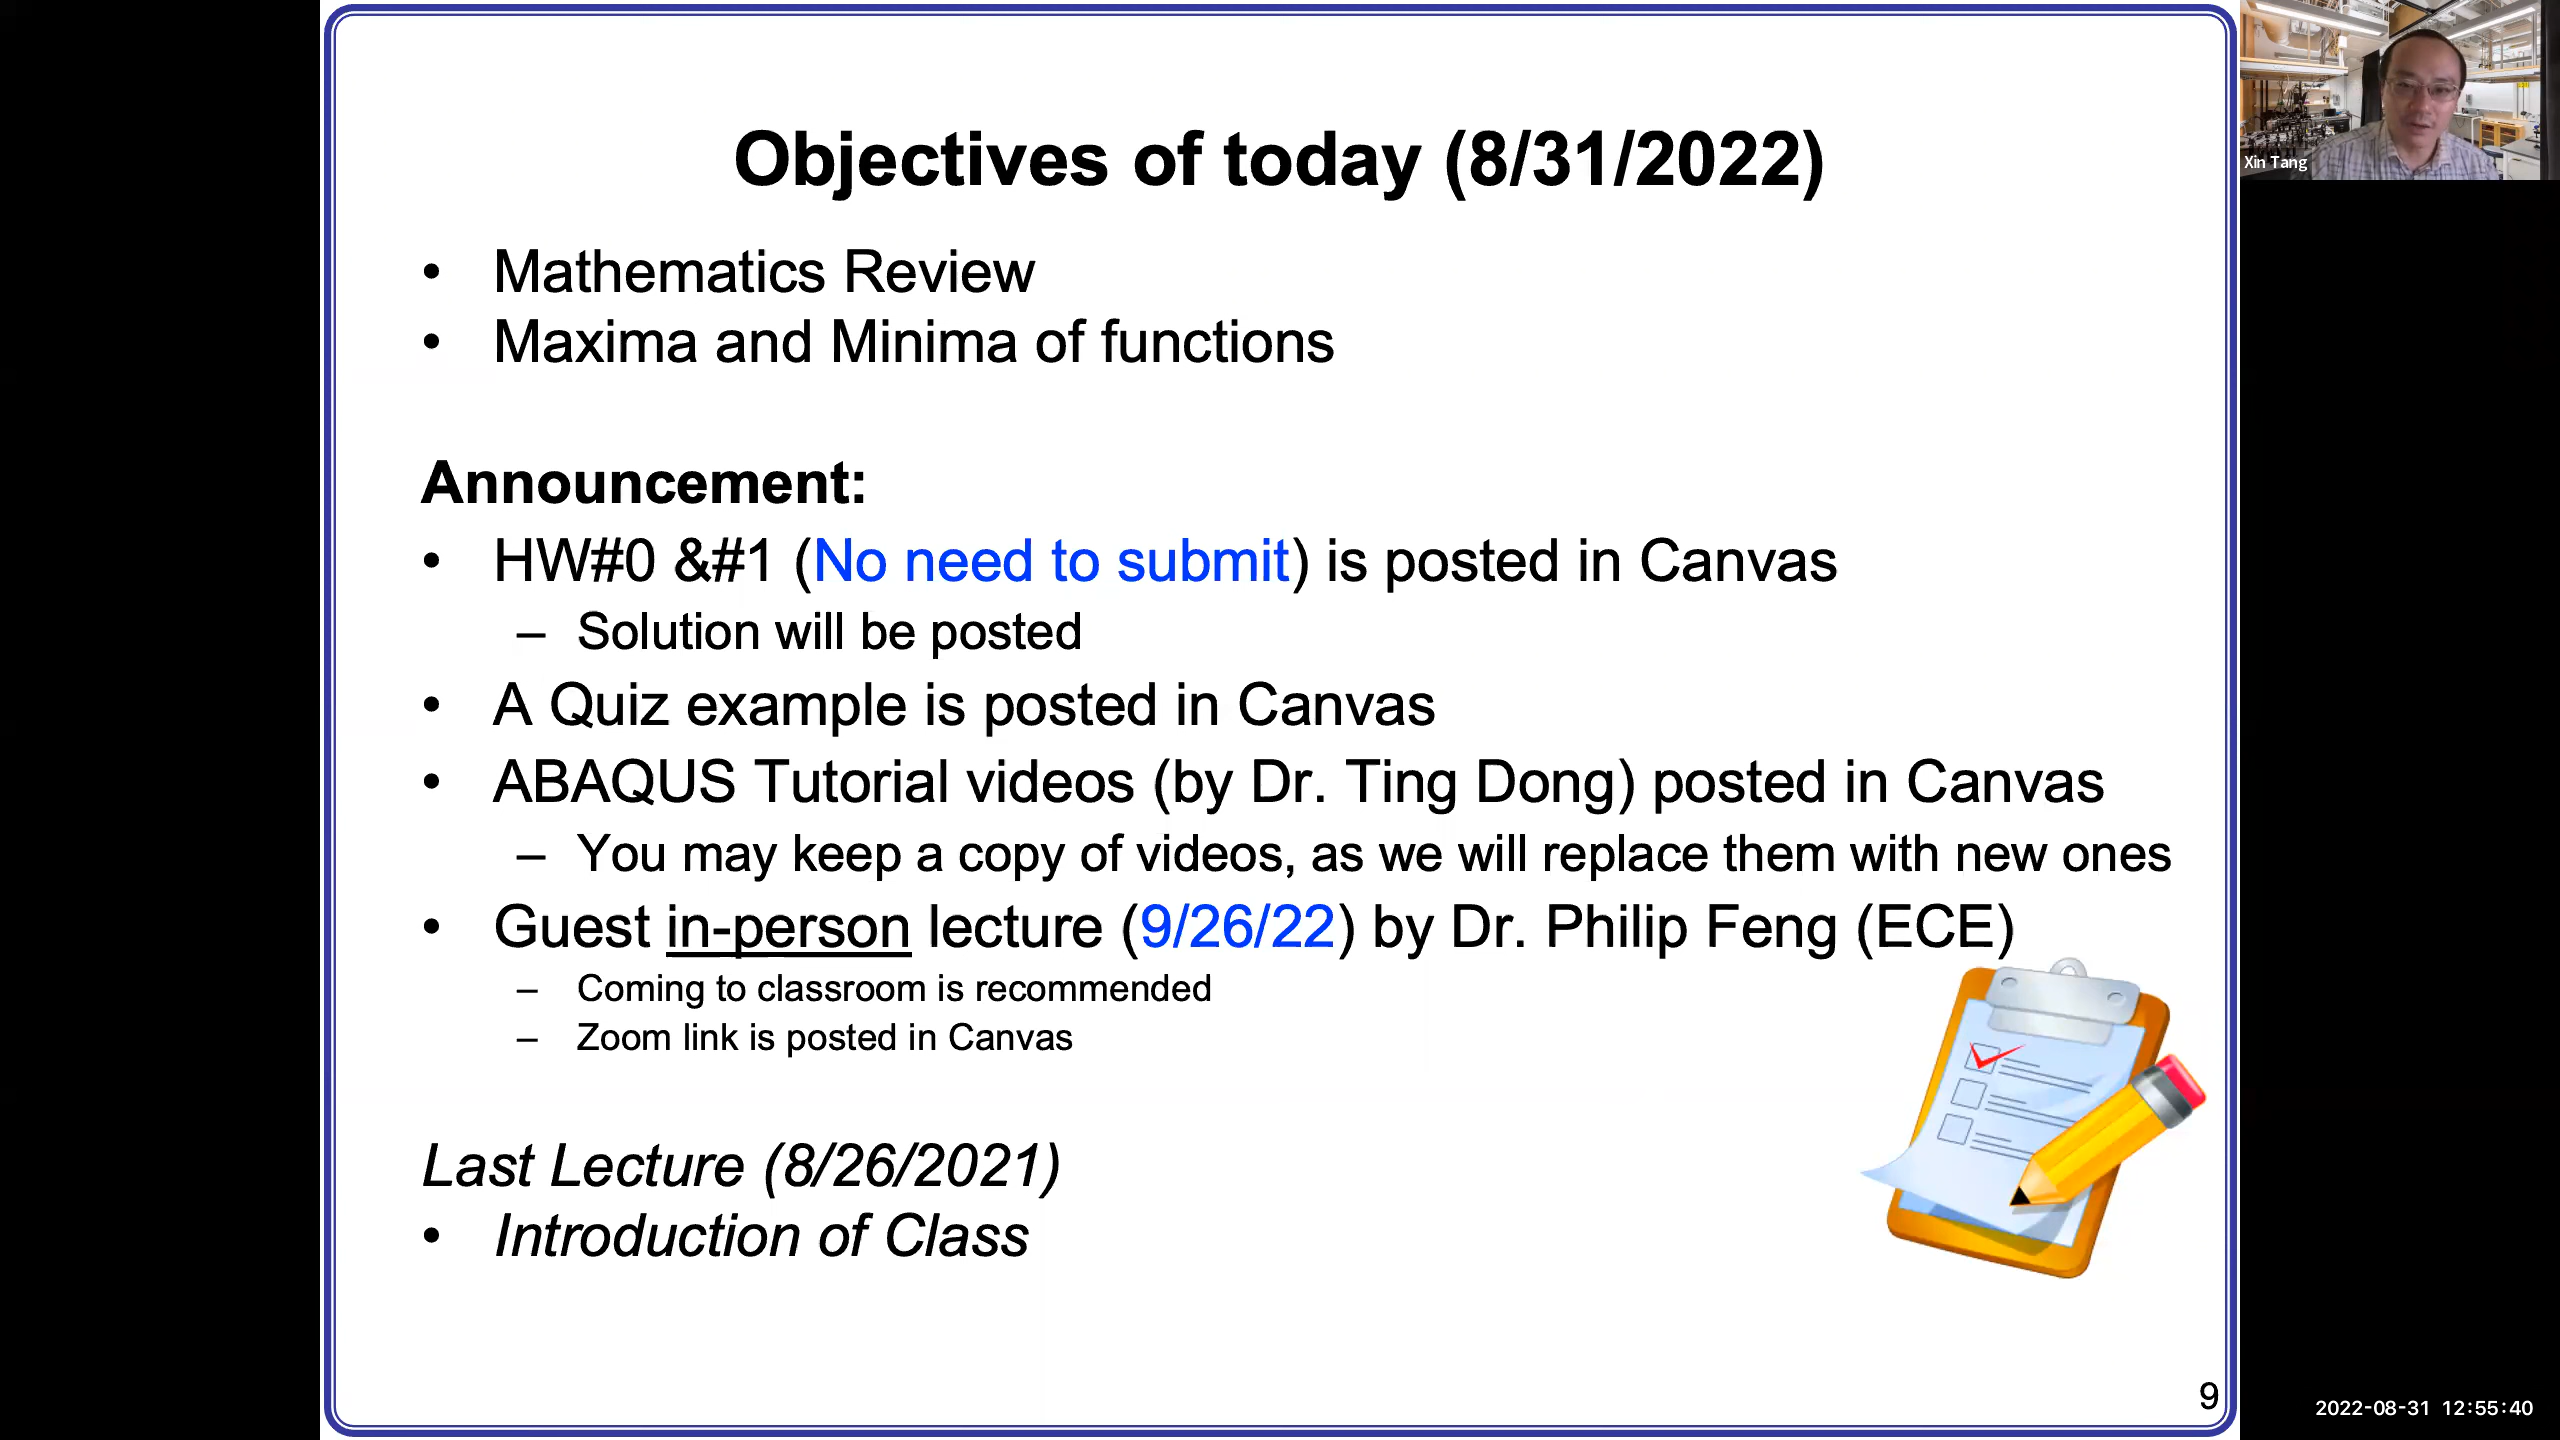 Objectives of today (8/31/2022)
• Mathematics Review
• Maxima and Minima of functions
Announcement:
• HW#0 &#1 (No need to submit) is posted in Canvas
– Solution will be posted
• A Quiz example is posted in Canvas
• ABAQUS Tutorial videos (by Dr. Ting Dong) posted in Canvas
– You may keep a copy of videos, as we will replace them with new ones
• Guest in-person lecture (9/26/22) by Dr. Philip Feng (ECE)
– Coming to classroom is recommended
– Zoom link is posted in Canvas
Last Lecture (8/26/2021)
• Introduction of Class
9
Xin Tang
2022-08-31 12:55:40